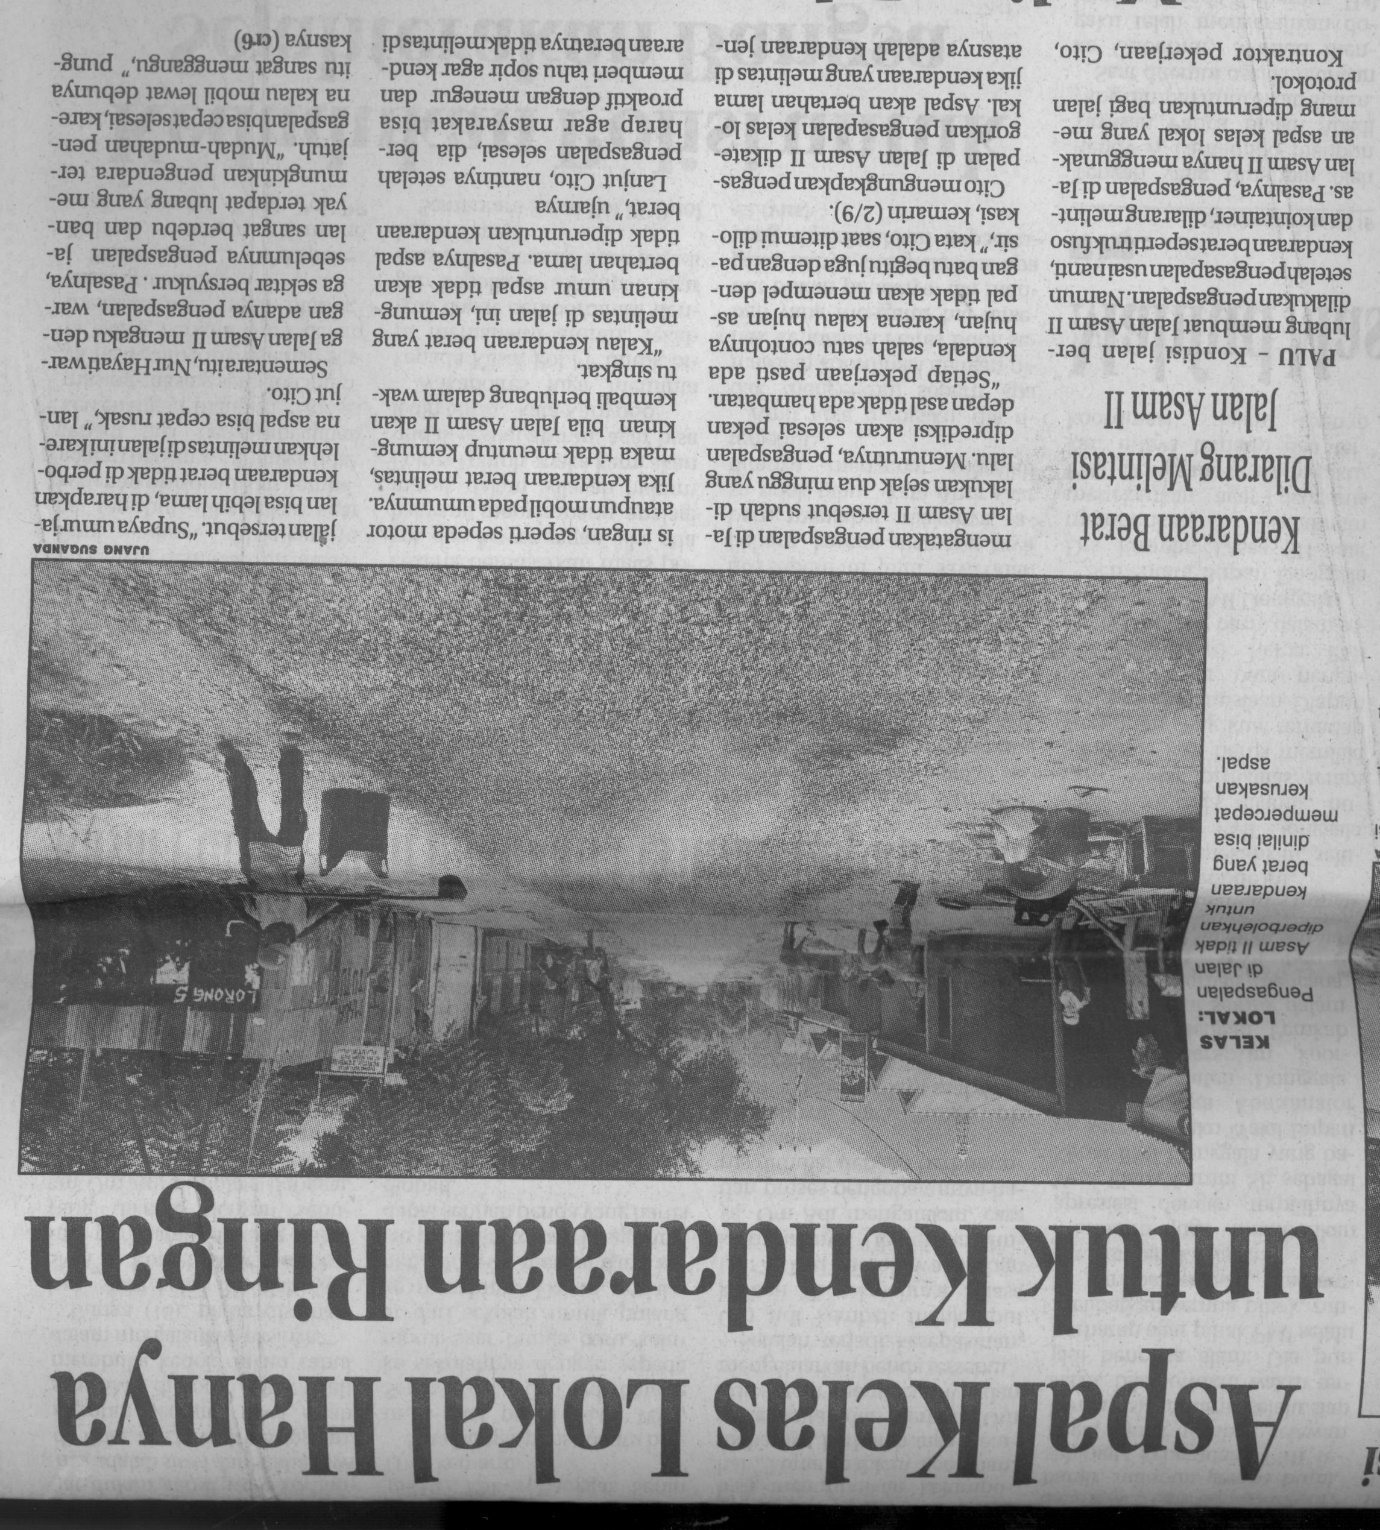 Aspal Kelas Lokal Hanya
untuk Kendaraan Ringan
KELAS
LOKAL:
Pengaspalan
di Jalan
Asam II tidak
diperbolehkan
untuk
kendaraan
berat yang
dinilai bisa
mempercepat
kerusakan
aspal.
LORONG 5
UJANG SUGANDA
Kendaraan Berat
Dilarang Melintasi
Jalan Asam II
PALU – Kondisi jalan ber-
lubang membuat Jalan Asam II
dilakukan pengaspalan. Namun
setelah pengasapalan usai nanti,
kendaraan berat seperti truk fuso
dan kointainer, dilarang melint-
as. Pasalnya, pengaspalan di Ja-
lan Asam II hanya menggunak-
an aspal kelas lokal yang me-
mang diperuntukan bagi jalan
protokol.
Kontraktor pekerjaan, Cito,
mengatakan pengaspalan di Ja-
lan Asam II tersebut sudah di-
lakukan sejak dua minggu yang
lalu. Menurutnya, pengaspalan
diprediksi akan selesai pekan
depan asal tidak ada hambatan.
“Setiap pekerjaan pasti ada
kendala, salah satu contohnya
hujan, karena kalau hujan as-
pal tidak akan menempel den-
gan batu begitu juga dengan pa-
sir,” kata Cito, saat ditemui dilo-
kasi, kemarin (2/9).
Cito mengungkapkan pengas-
palan di Jalan Asam II dikate-
gorikan pengasapalan kelas lo-
kal. Aspal akan bertahan lama
jika kendaraan yang melintas di
atasnya adalah kendaraan jen-
is ringan, seperti sepeda motor
ataupun mobil pada umumnya.
Jika kendaraan berat melintas,
maka tidak menutup kemung-
kinan bila Jalan Asam II akan
kembali berlubang dalam wak-
tu singkat.
“Kalau kendaraan berat yang
melintas di jalan ini, kemung-
kinan umur aspal tidak akan
bertahan lama. Pasalnya aspal
tidak diperuntukan kendaraan
berat,” ujarnya
Lanjut Cito, nantinya setelah
pengaspalan selesai, dia ber-
harap agar masyarakat bisa
proaktif dengan menegur dan
memberi tahu sopir agar kend-
araan beratnya tidak melintas di
jalan tersebut. “Supaya umur ja-
lan bisa lebih lama, di harapkan
kendaraan berat tidak di perbo-
lehkan melintas di jalan ini kare-
na aspal bisa cepat rusak,” lan-
jut Cito.
Sementara itu, Nur Hayati war-
ga Jalan Asam II mengaku den-
gan adanya pengaspalan, war-
ga sekitar bersyukur . Pasalnya,
sebelumnya pengaspalan ja-
lan sangat berdebu dan ban-
yak terdapat lubang yang me-
mungkinkan pengendara ter-
jatuh. “Mudah-mudahan pen-
gaspalan bisa cepat selesai, kare-
na kalau mobil lewat debunya
itu sangat menggangu,” pung-
kasnya (cr6)